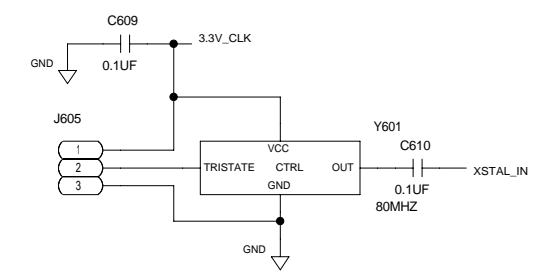 C609
3.3V_CLK
GND
0.1UF
J605
1
2
3
Y601
VCC
TRISTATE CTRL OUT
GND
C610
0.1UF
XSTAL_IN
80MHZ
GND